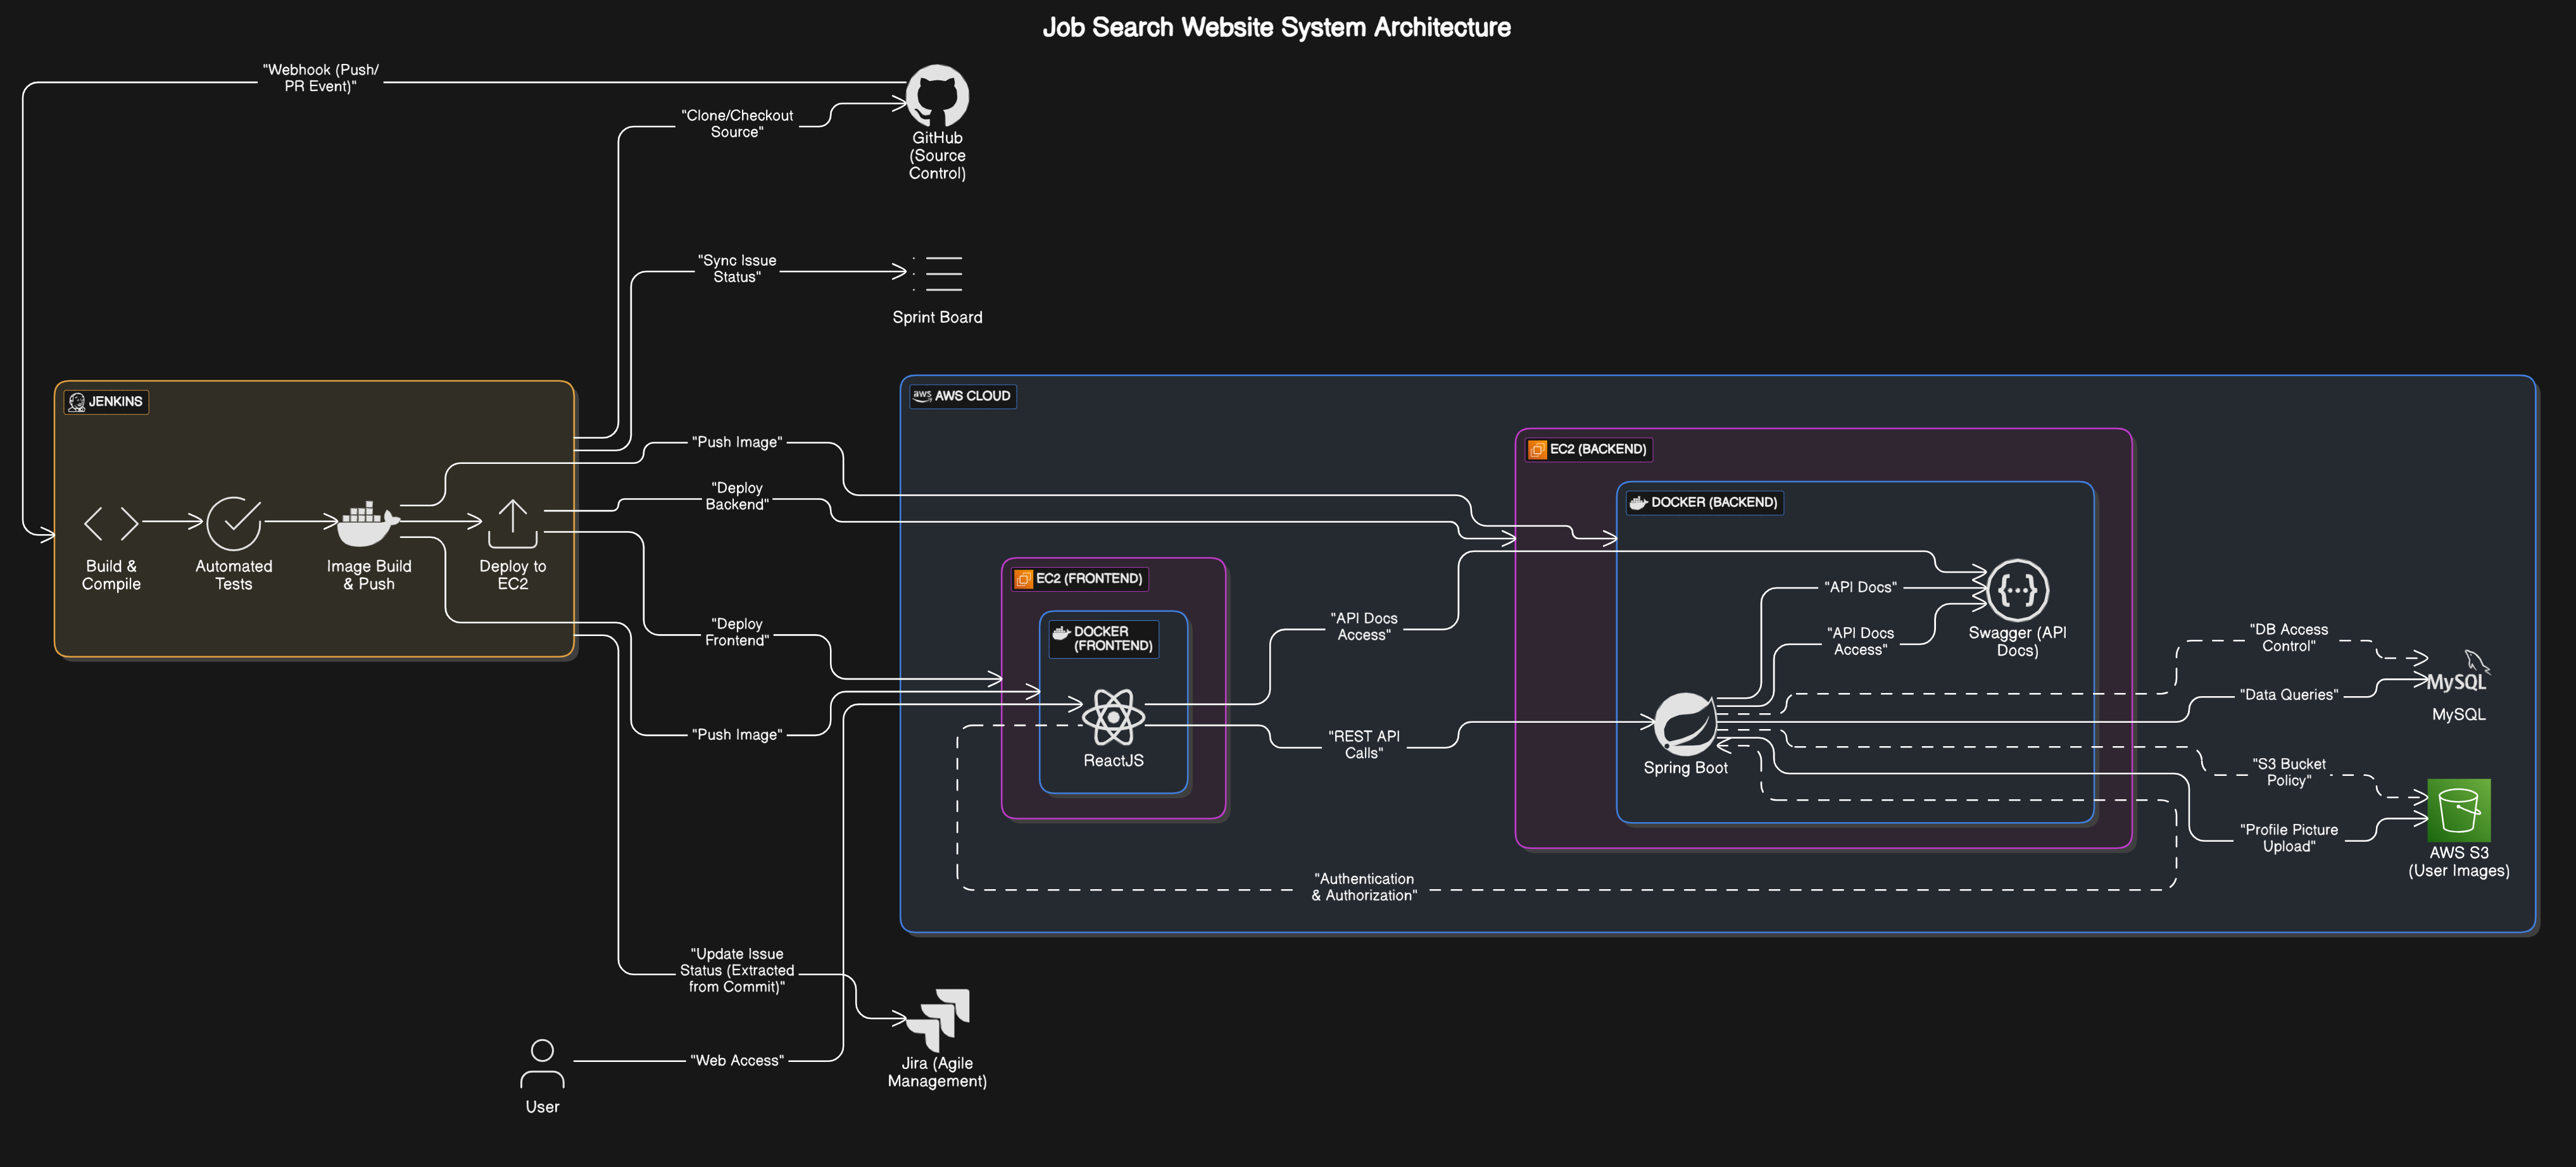 Job Search Website System Architecture
"Webhook (Push/
PR Event)"
"Clone/Checkout
Source"
GitHub
(Source
Control)
"Sync Issue
Status"
Sprint Board
JENKINS
Build &
Compile
Automated
Tests
Image Build
& Push
Deploy to
EC2
"Push Image"
"Deploy
Backend"
"Deploy
Frontend"
"Push Image"
"Update Issue
Status (Extracted
from Commit)"
"Web Access"
User
Jira (Agile
Management)
aws
AWS CLOUD
EC2 (FRONTEND)
DOCKER
(FRONTEND)
ReactJS
"API Docs
Access"
"REST API
Calls"
"Authentication
& Authorization"
EC2 (BACKEND)
DOCKER (BACKEND)
"API Docs"
"API Docs
Access"
Swagger (API
Docs)
Spring Boot
"DB Access
Control"
"Data Queries"
MySQL
MySQL
"S3 Bucket
Policy"
"Profile Picture
Upload"
AWS S3
(User Images)